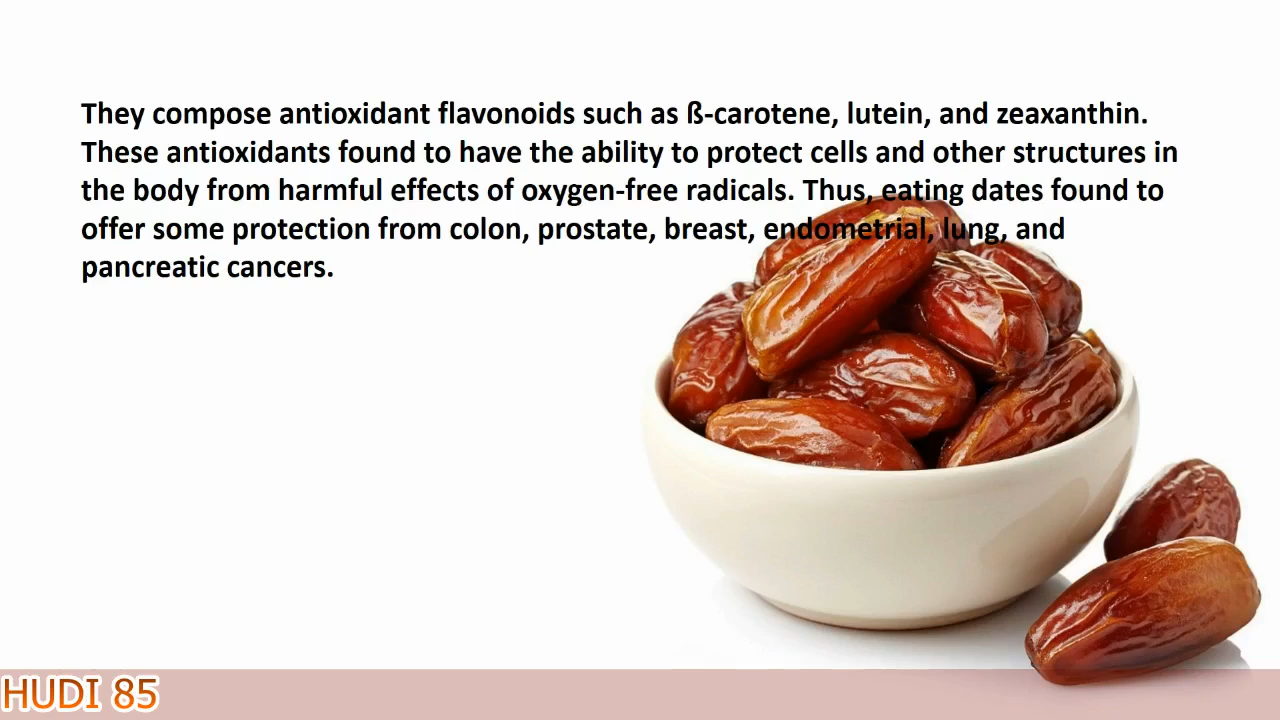 They compose antioxidant flavonoids such as ß-carotene, lutein, and zeaxanthin.
These antioxidants found to have the ability to protect cells and other structures in
the body from harmful effects of oxygen-free radicals. Thus, eating dates found to
offer some protection from colon, prostate, breast, endometrial, lung, and
pancreatic cancers.
HUDI 85